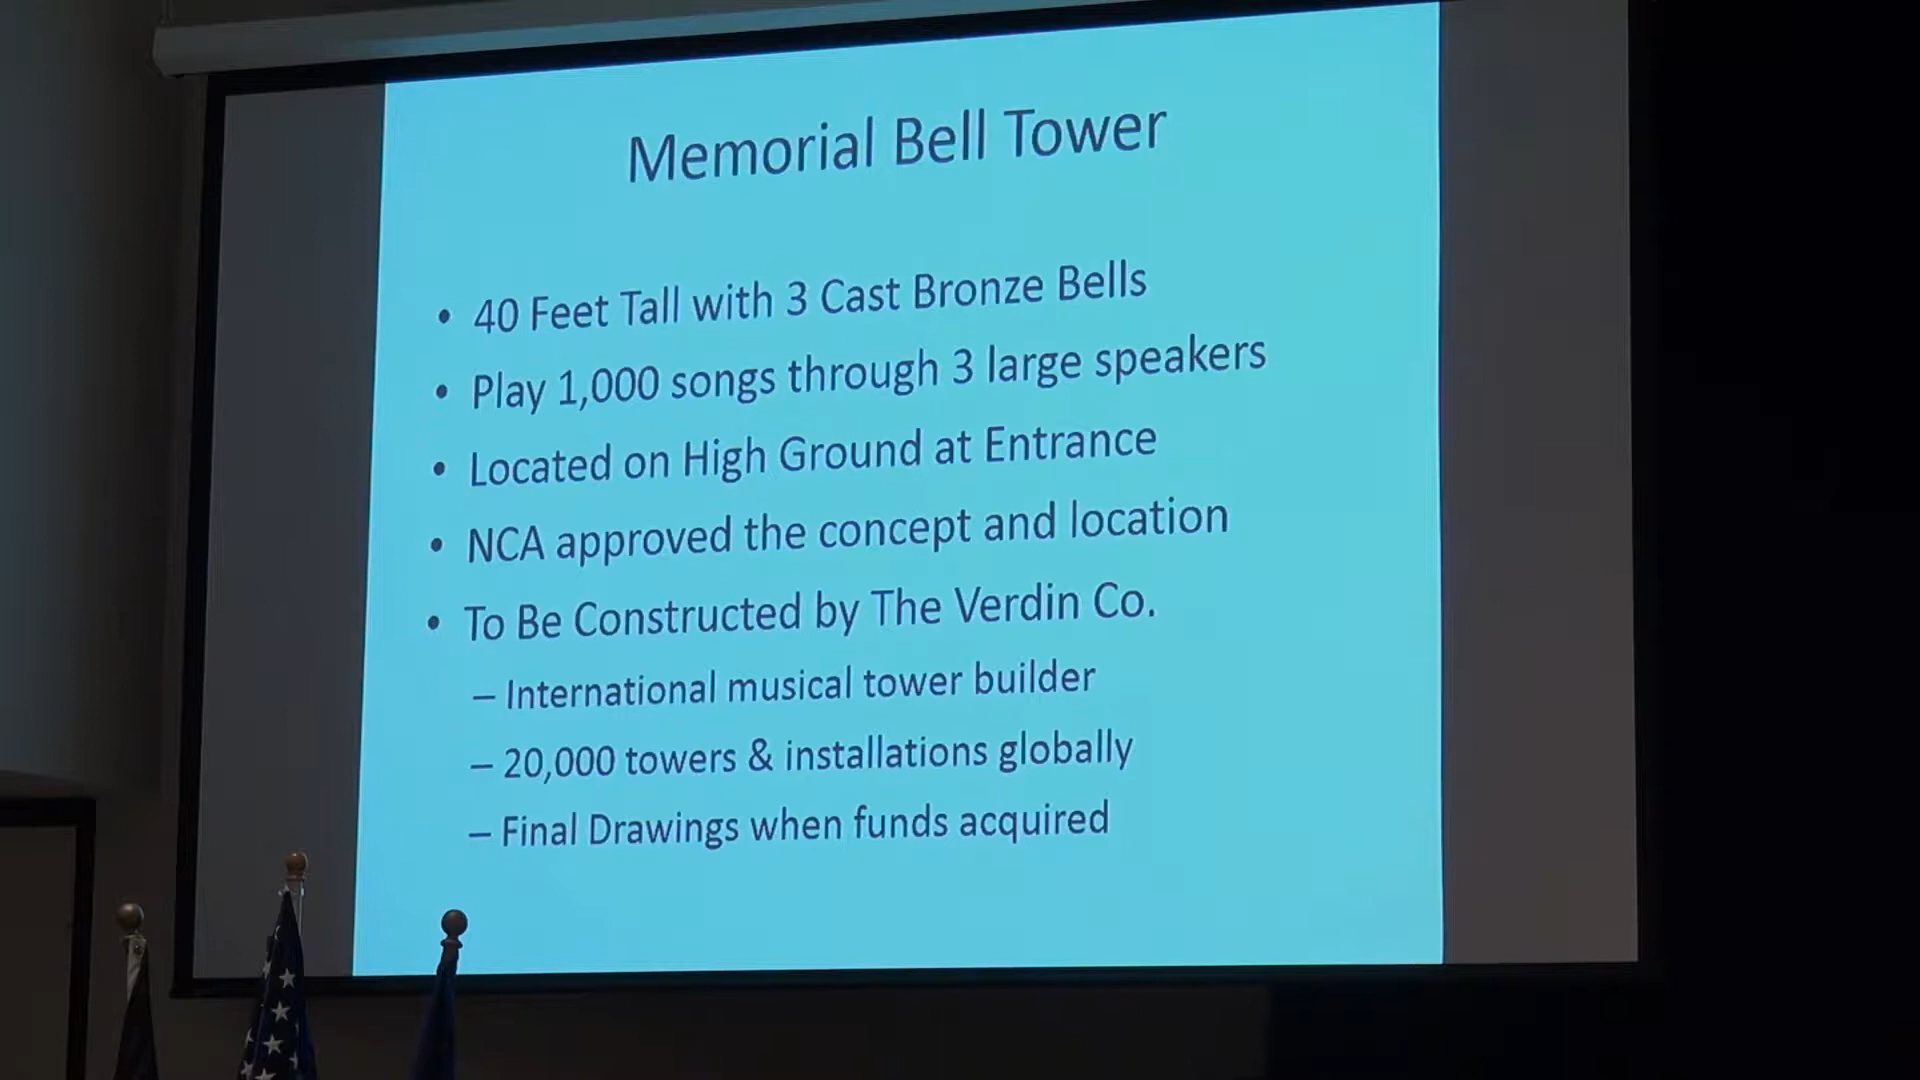 Memorial Bell Tower
• 40 Feet Tall with 3 Cast Bronze Bells
• Play 1,000 songs through 3 large speakers
• Located on High Ground at Entrance
• NCA approved the concept and location
• To Be Constructed by The Verdin Co.
– International musical tower builder
– 20,000 towers & installations globally
– Final Drawings when funds acquired